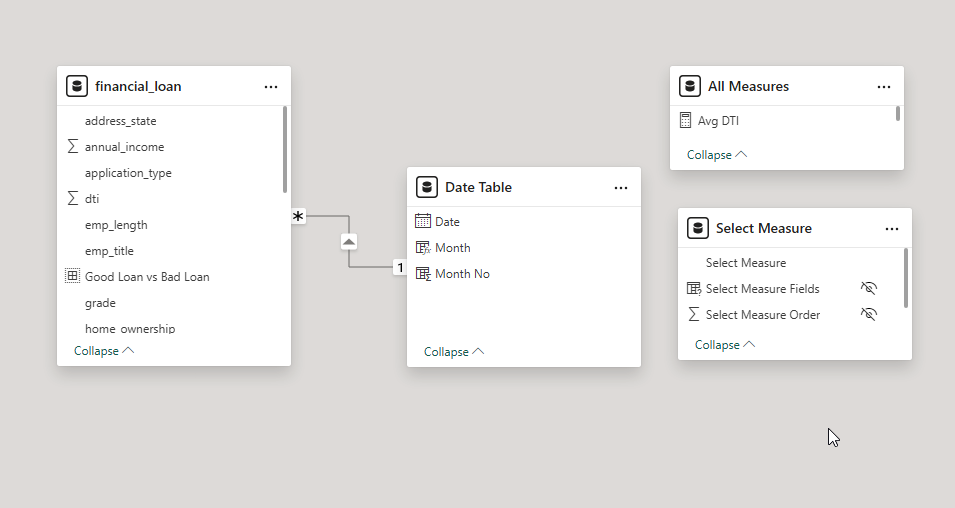 financial_loan
address_state
annual_income
application_type
dti
emp_length
emp_title
Good Loan vs Bad Loan
grade
home_ownership
Collapse
*
1
Date Table
Date
Month
Month No
Collapse
All Measures
Avg DTI
Collapse
Select Measure
Select Measure
Select Measure Fields
Select Measure Order
Collapse